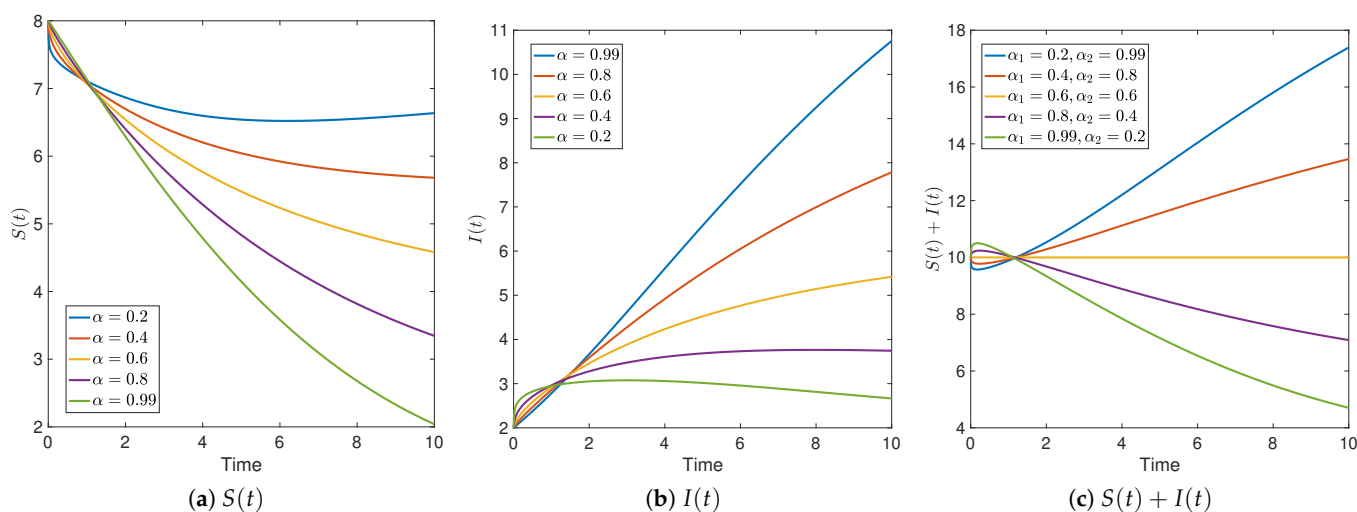 8
7
6
5
4
3
2
0 2 4 6 8 10
S(t)
Time
α = 0.2
α = 0.4
α = 0.6
α = 0.8
α = 0.99
(a) S(t)
11
10
9
8
7
6
5
4
3
2
0 2 4 6 8 10
I(t)
Time
α = 0.99
α = 0.8
α = 0.6
α = 0.4
α = 0.2
(b) I(t)
18
16
14
12
10
8
6
4
0 2 4 6 8 10
S(t) + I(t)
Time
α₁ = 0.2, α₂ = 0.99
α₁ = 0.4, α₂ = 0.8
α₁ = 0.6, α₂ = 0.6
α₁ = 0.8, α₂ = 0.4
α₁ = 0.99, α₂ = 0.2
(c) S(t) + I(t)